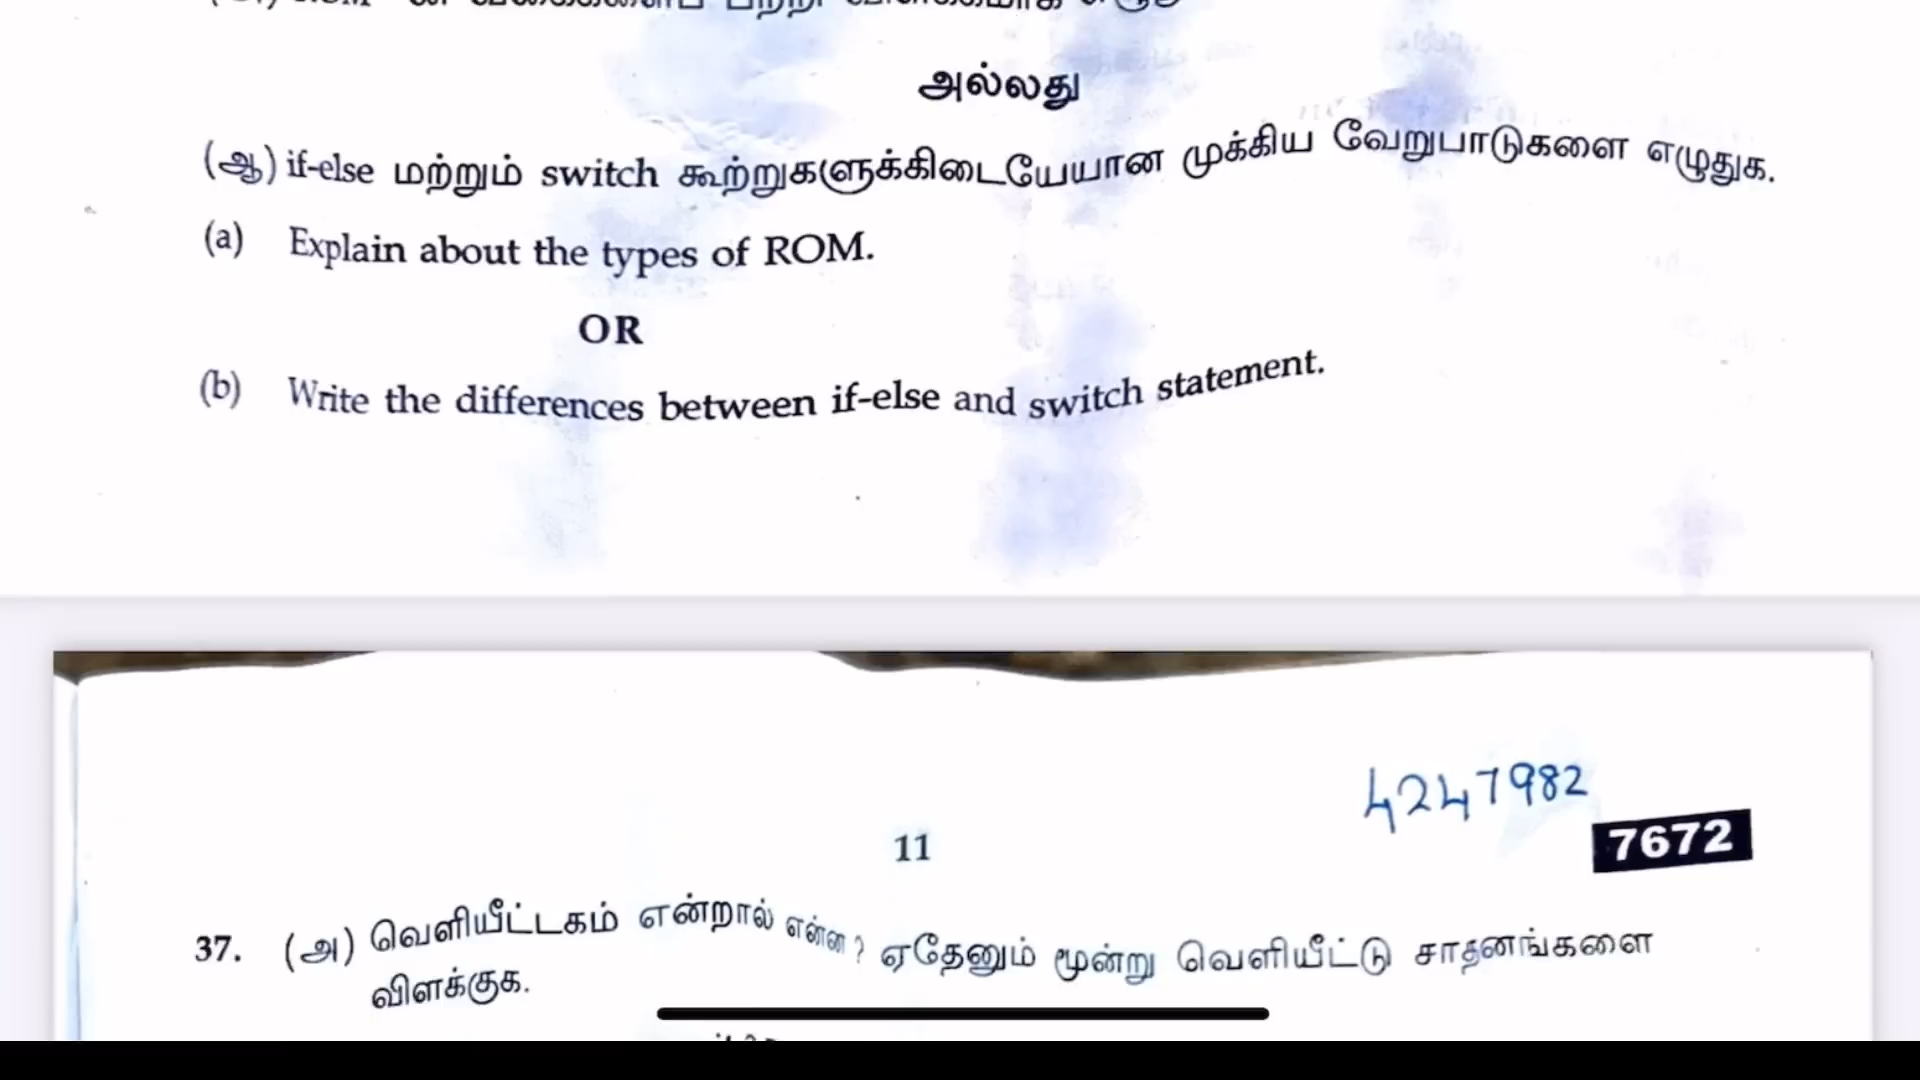 அல்லது
(ஆ) if-else மற்றும் switch கூற்றுகளுக்கிடையேயான முக்கிய வேறுபாடுகளை எழுதுக.
(a) Explain about the types of ROM.
OR
(b) Write the differences between if-else and switch statement.
4247982
11
7672
37. (அ) வெளியீட்டகம் என்றால் என்ன? ஏதேனும் மூன்று வெளியீட்டு சாதனங்களை
விளக்குக.